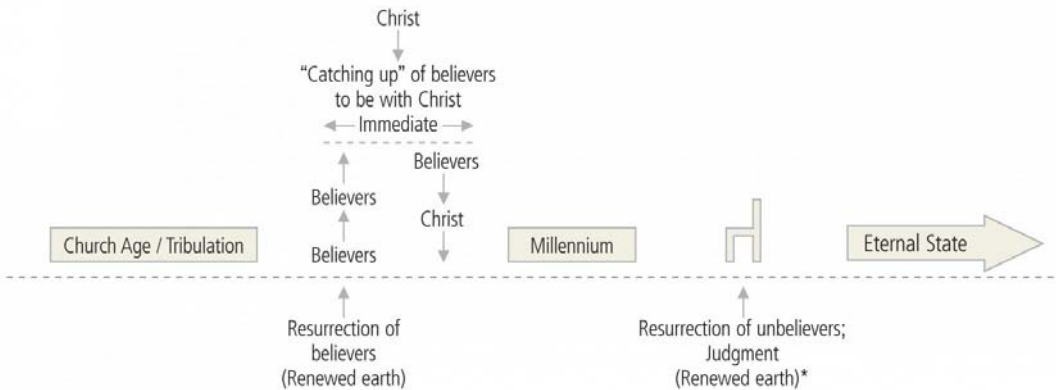 Christ
“Catching up” of believers
to be with Christ
Immediate
Believers
Believers
Christ
Church Age / Tribulation
Believers
Millennium
Eternal State
Resurrection of
believers
(Renewed earth)
Resurrection of unbelievers;
Judgment
(Renewed earth)*